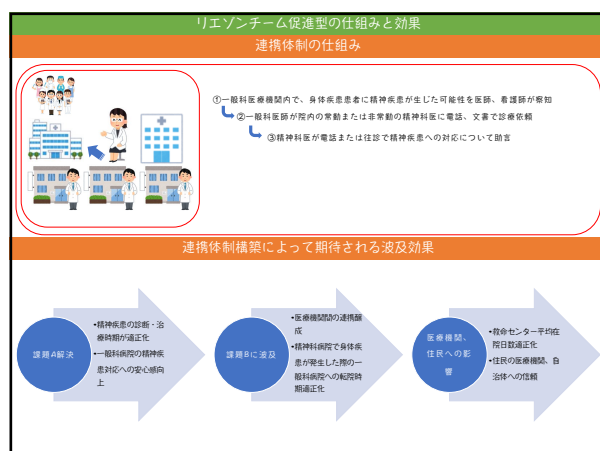 リエゾンチーム促進型の仕組みと効果
連携体制の仕組み
①一般科医療機関内で、身体疾患患者に精神疾患が生じた可能性を医師、看護師が察知
②一般科医師が院内の常勤または非常勤の精神科医に電話、文書で診療依頼
③精神科医が電話または往診で精神疾患への対応について助言
連携体制構築によって期待される波及効果
課題A解決
•精神疾患の診断・治
療時期が適正化
•一般科病院の精神疾
患対応への安心感向
上
課題Bに波及
•医療機関間の連携醸
成
•精神科病院で身体疾
患が発生した際の一
般科病院への転院時
期適正化
医療機関、
住民への影
響
•救命センター平均在
院日数適正化
•住民の医療機関、自
治体への信頼